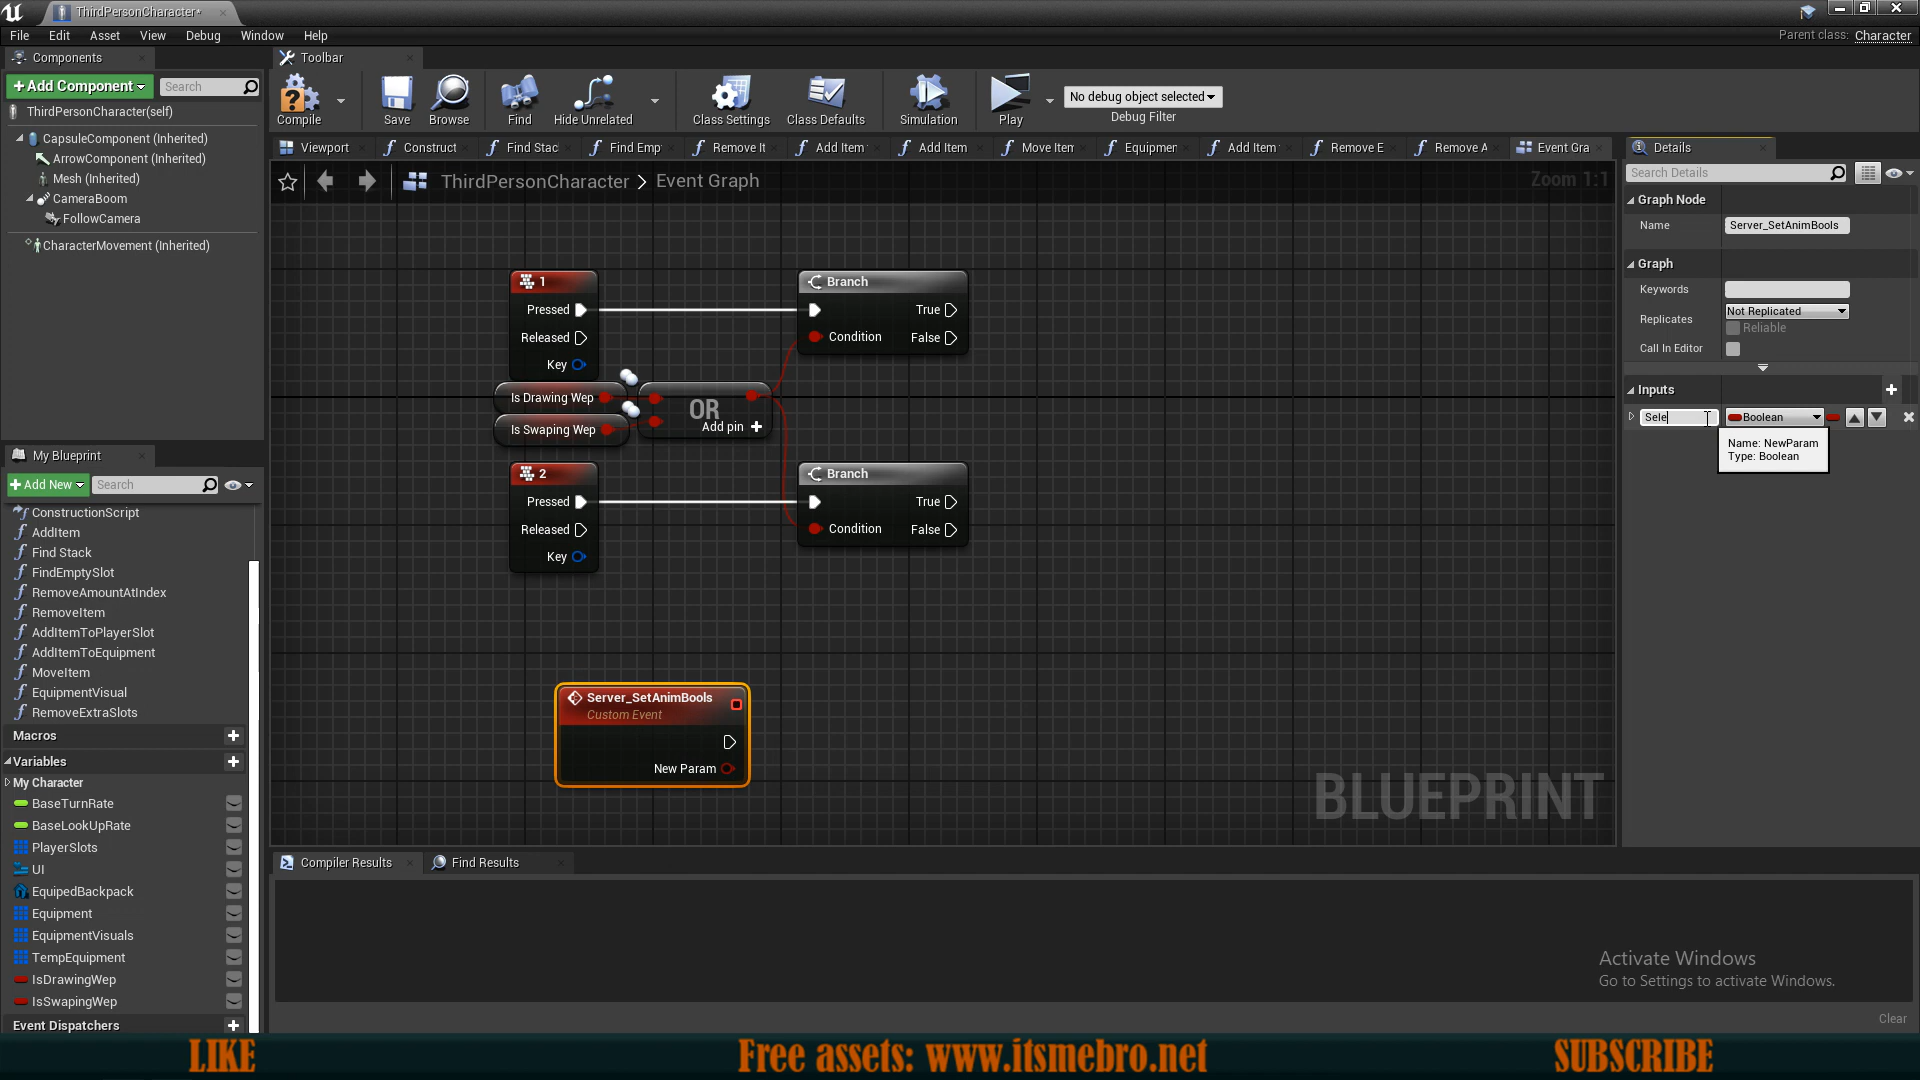 ThirdPersonCharacter*
File Edit Asset View Debug Window Help
Parent class: Character
Components
Toolbar
+Add Component
Search
Compile
Save
Browse
Find
Hide Unrelated
Class Settings
Class Defaults
Simulation
Play
No debug object selected
Debug Filter
ThirdPersonCharacter(self)
CapsuleComponent (Inherited)
ArrowComponent (Inherited)
Mesh (Inherited)
CameraBoom
FollowCamera
CharacterMovement (Inherited)
Viewport
Construct
Find Stac
Find Emp
Remove It
Add Item
Add Item
Move Item
Equipmen
Add Item
Remove E
Remove A
Event Gra
ThirdPersonCharacter > Event Graph
Zoom 1:1
1
Pressed
Released
Key
Branch
True
Condition
False
Is Drawing Wep
Is Swaping Wep
OR
Add pin +
2
Pressed
Released
Key
Branch
True
Condition
False
Server_SetAnimBools
Custom Event
New Param
BLUEPRINT
My Blueprint
+Add New
Search
ConstructionScript
AddItem
Find Stack
FindEmptySlot
RemoveAmountAtIndex
RemoveItem
AddItemToPlayerSlot
AddItemToEquipment
MoveItem
EquipmentVisual
RemoveExtraSlots
Macros
Variables
My Character
BaseTurnRate
BaseLookUpRate
PlayerSlots
UI
EquipedBackpack
Equipment
EquipmentVisuals
TempEquipment
IsDrawingWep
IsSwapingWep
Event Dispatchers
Details
Search Details
Graph Node
Name Server_SetAnimBools
Graph
Keywords
Replicates Not Replicated
Reliable
Call In Editor
Inputs
Sele Boolean
Name: NewParam
Type: Boolean
Compiler Results
Find Results
Activate Windows
Go to Settings to activate Windows.
Clear
LIKE
Free assets: www.itsmebro.net
SUBSCRIBE